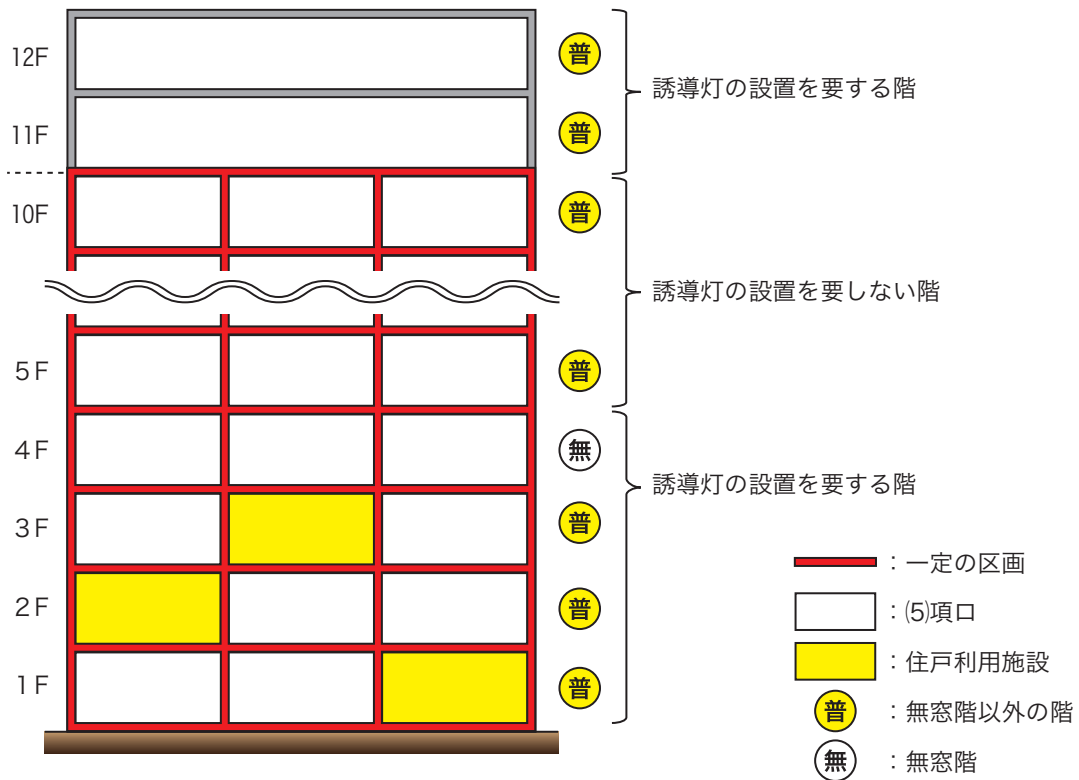 12F
普
誘導灯の設置を要する階
11F
普
10F
普
誘導灯の設置を要しない階
5F
普
4F
無
誘導灯の設置を要する階
3F
普
2F
普
1F
普
：一定の区画
：⑸項ロ
：住戸利用施設
普：無窓階以外の階
無：無窓階